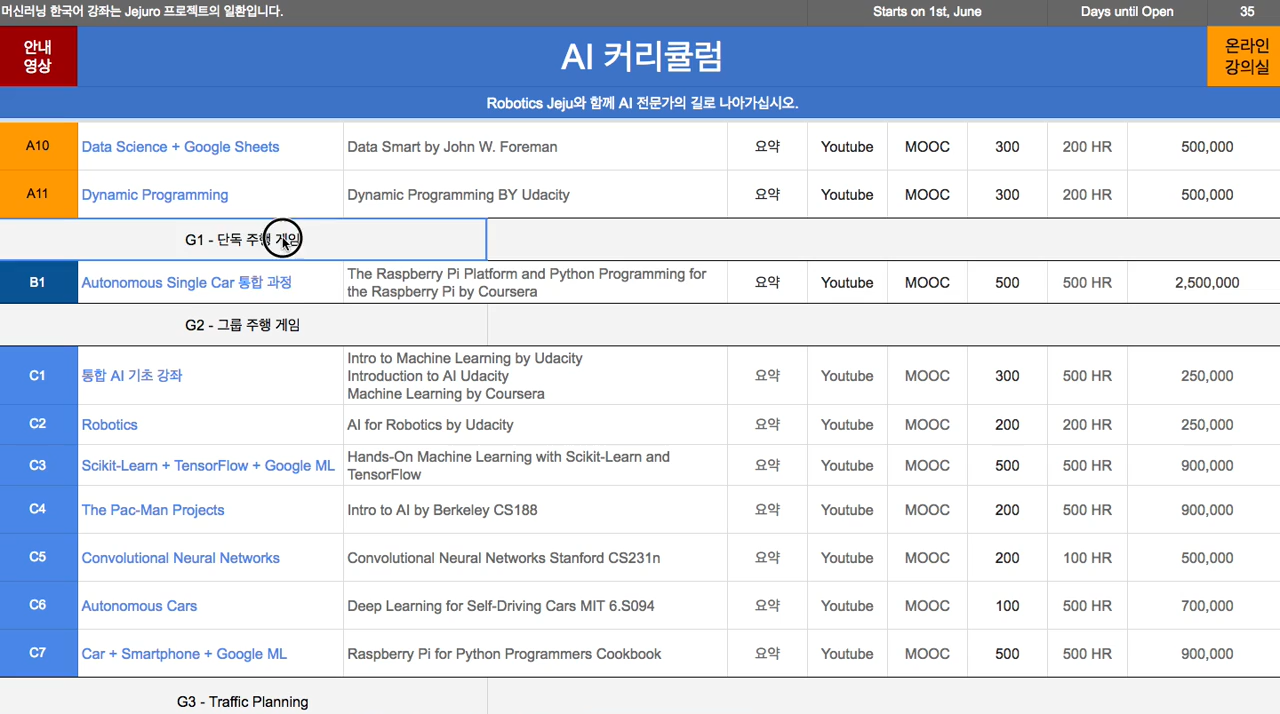 머신러닝 한국어 강좌는 Jejuro 프로젝트의 일환입니다. Starts on 1st, June Days until Open 35
안내
영상
AI 커리큘럼
온라인
강의실
Robotics Jeju와 함께 AI 전문가의 길로 나아가십시오.
A10 Data Science + Google Sheets Data Smart by John W. Foreman 요약 Youtube MOOC 300 200 HR 500,000
A11 Dynamic Programming Dynamic Programming BY Udacity 요약 Youtube MOOC 300 200 HR 500,000
G1 - 단독 주행 게임
B1 Autonomous Single Car 통합 과정 The Raspberry Pi Platform and Python Programming for
the Raspberry Pi by Coursera 요약 Youtube MOOC 500 500 HR 2,500,000
G2 - 그룹 주행 게임
C1 통합 AI 기초 강좌 Intro to Machine Learning by Udacity
Introduction to AI Udacity
Machine Learning by Coursera 요약 Youtube MOOC 300 500 HR 250,000
C2 Robotics AI for Robotics by Udacity 요약 Youtube MOOC 200 200 HR 250,000
C3 Scikit-Learn + TensorFlow + Google ML Hands-On Machine Learning with Scikit-Learn and
TensorFlow 요약 Youtube MOOC 500 500 HR 900,000
C4 The Pac-Man Projects Intro to AI by Berkeley CS188 요약 Youtube MOOC 200 500 HR 900,000
C5 Convolutional Neural Networks Convolutional Neural Networks Stanford CS231n 요약 Youtube MOOC 200 100 HR 500,000
C6 Autonomous Cars Deep Learning for Self-Driving Cars MIT 6.S094 요약 Youtube MOOC 100 500 HR 700,000
C7 Car + Smartphone + Google ML Raspberry Pi for Python Programmers Cookbook 요약 Youtube MOOC 500 500 HR 900,000
G3 - Traffic Planning